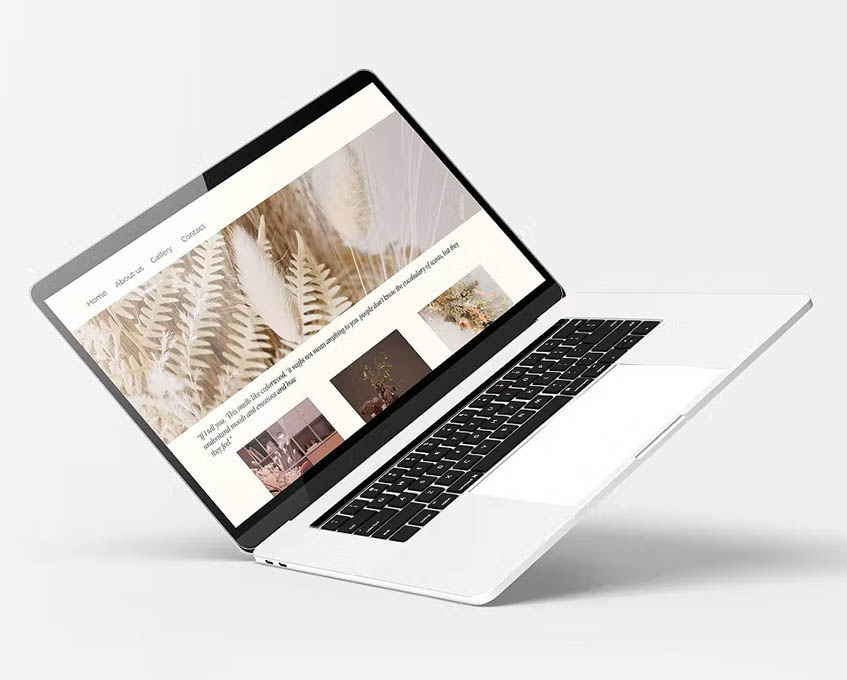 Home About us Gallery Contact
"If I tell you, 'This smells like cedarwood,' it might not mean anything to you people don't know the vocabulary of scents, but they
understand moods and emotions and how
they feel."